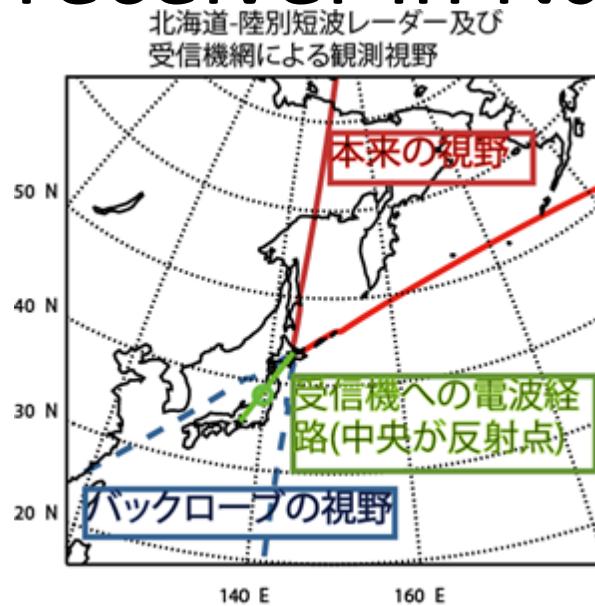 receiver in
北海道-陸別短波レーダー及び
受信機網による観測視野
本来の視野
50 N
40 N
受信機への電波経
路(中央が反射点)
30 N
バックローブの視野
20 N
140 E 160 E